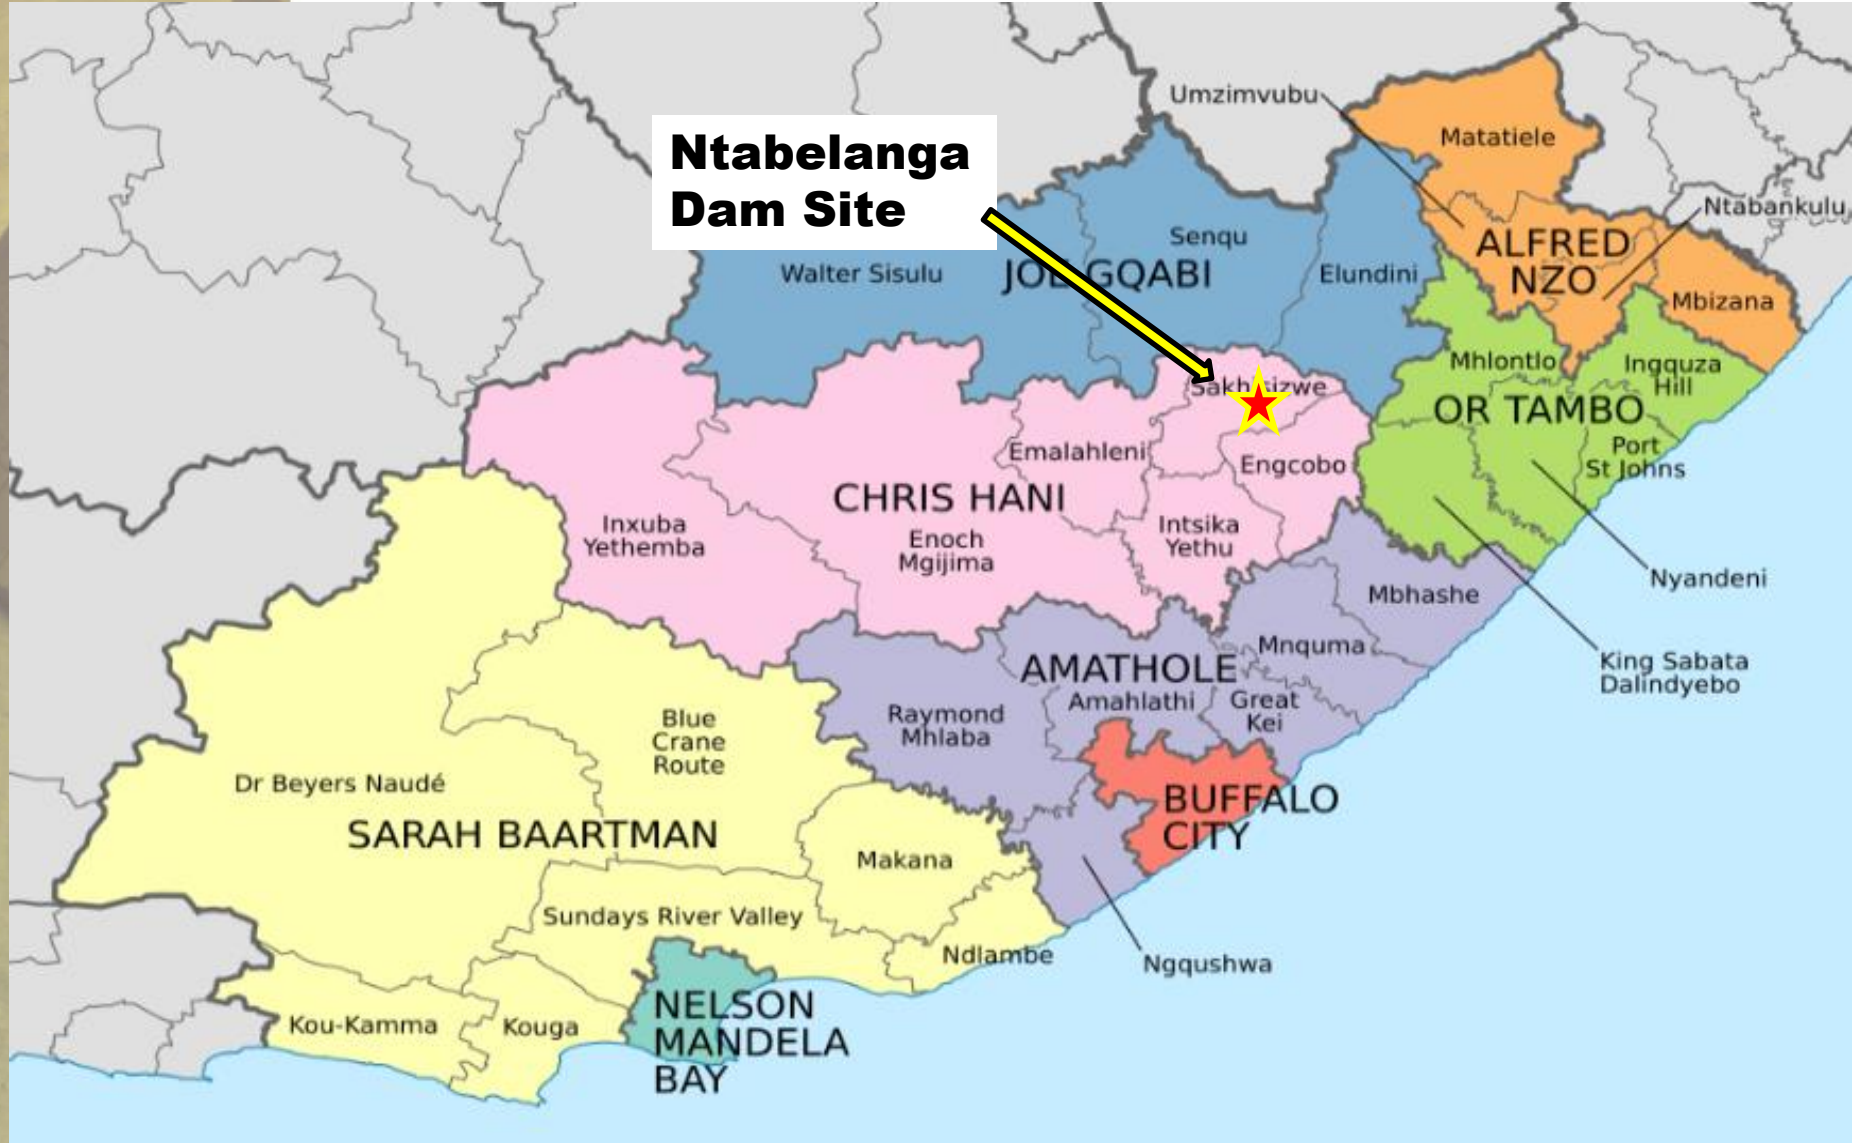 Umzimvubu
Matatiele
Ntabelanga
Dam Site
Ntabankulu
Senqu
ALFRED
NZO
Walter Sisulu
JOE GQABI
Elundini
Mbizana
Mhlontlo
Ingquza
Hill
Sakhisizwe
OR TAMBO
Port
St Johns
Emalahleni
Engcobo
CHRIS HANI
Inxuba
Yethemba
Enoch
Mgijima
Intsika
Yethu
Nyandeni
Mbhashe
Mnquma
King Sabata
Dalindyebo
AMATHOLE
Amahlathi
Great
Kei
Raymond
Mhlaba
Blue
Crane
Route
Dr Beyers Naudé
BUFFALO
CITY
SARAH BAARTMAN
Makana
Sundays River Valley
Ndlambe
Ngqushwa
NELSON
MANDELA
BAY
Kou-Kamma
Kouga